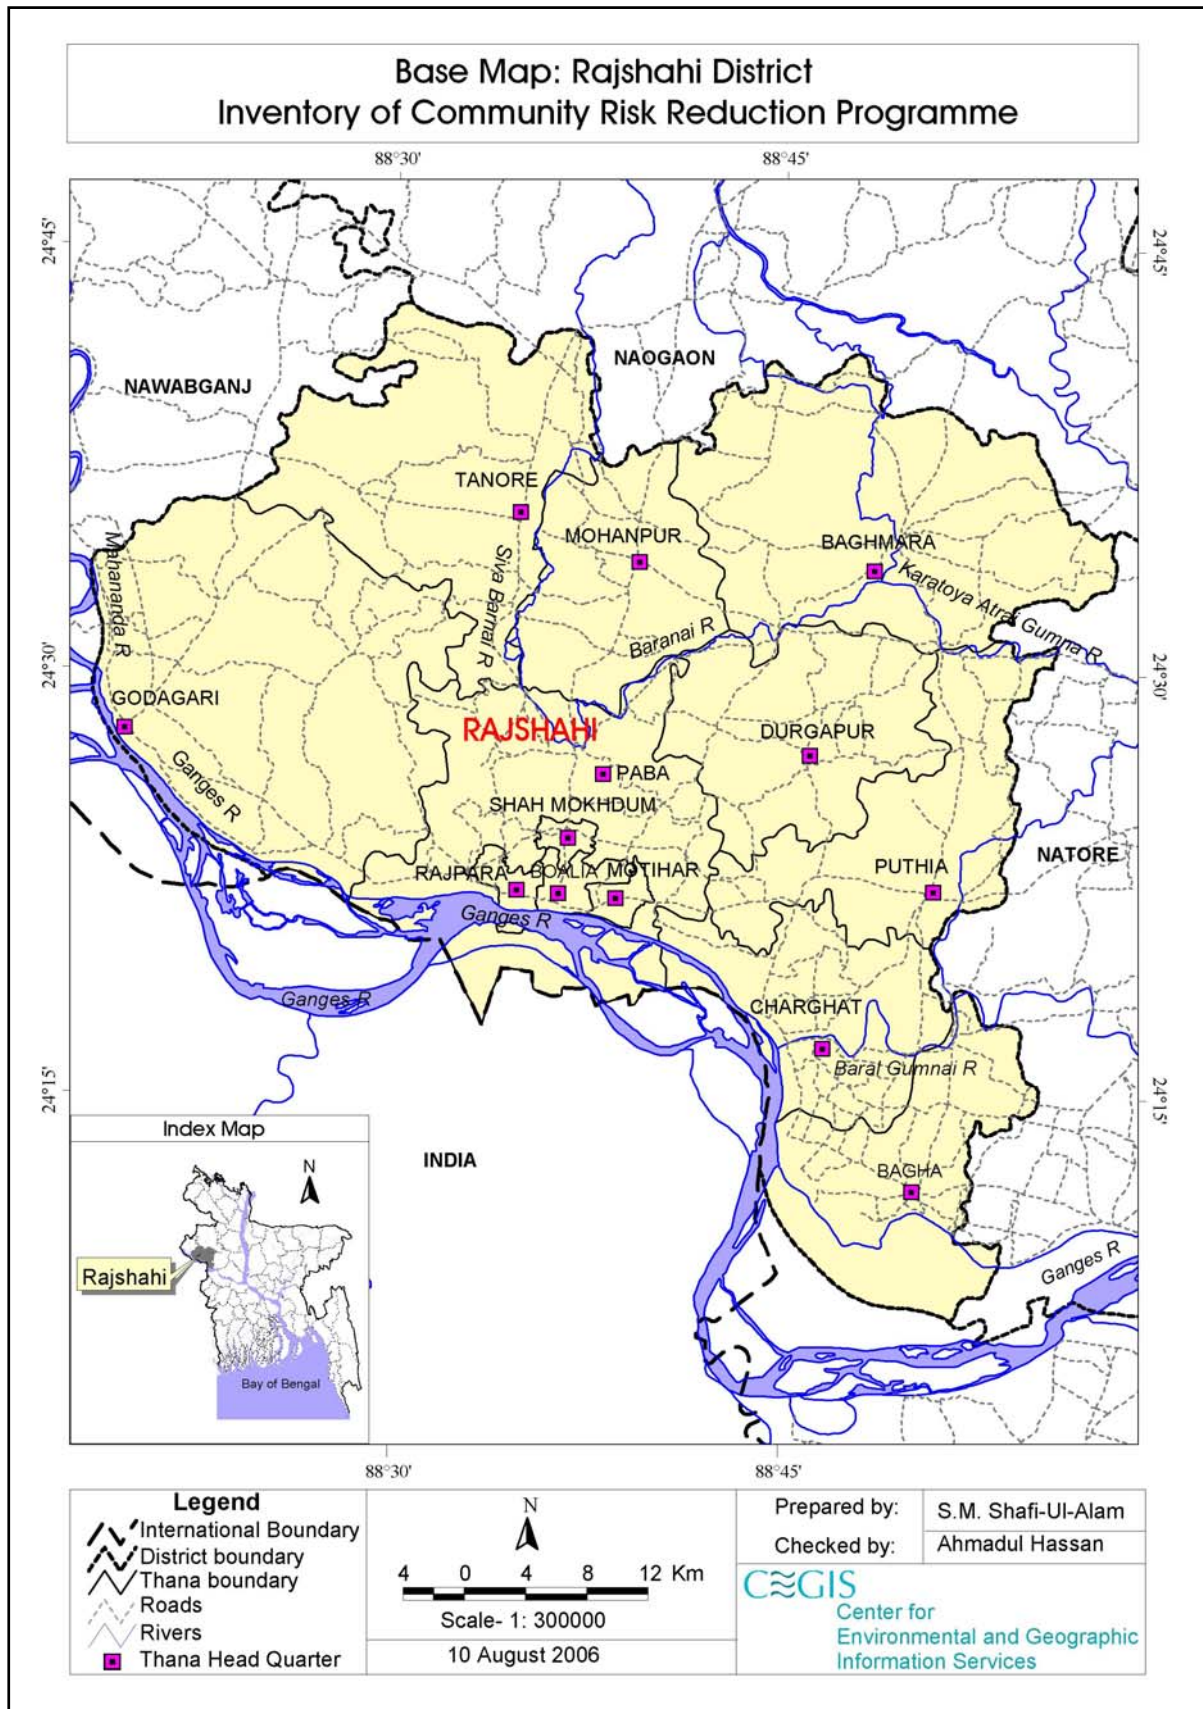 Base Map: Rajshahi District
Inventory of Community Risk Reduction Programme
88°30'
88°45'
24°45'
24°45'
NAOGAON
NAWABGANJ
TANORE
MOHANPUR
BAGHMARA
Mahananda R
Siva Barnai R
Karatoya Atrai Gumna R
Baranai R
24°30'
24°30'
GODAGARI
RAJSHAHI
DURGAPUR
Ganges R
PABA
SHAH MOKHDUM
NATORE
PUTHIA
RAJPARA
BOALIA
MOTIHAR
Ganges R
Ganges R
CHARGHAT
Baral Gumnai R
24°15'
24°15'
INDIA
BAGHA
Ganges R
Index Map
N
Rajshahi
Bay of Bengal
88°30'
88°45'
Legend
International Boundary
District boundary
Thana boundary
Roads
Rivers
Thana Head Quarter
N
4 0 4 8 12 Km
Scale- 1: 300000
10 August 2006
Prepared by: S.M. Shafi-Ul-Alam
Checked by: Ahmadul Hassan
CEGIS
Center for
Environmental and Geographic
Information Services